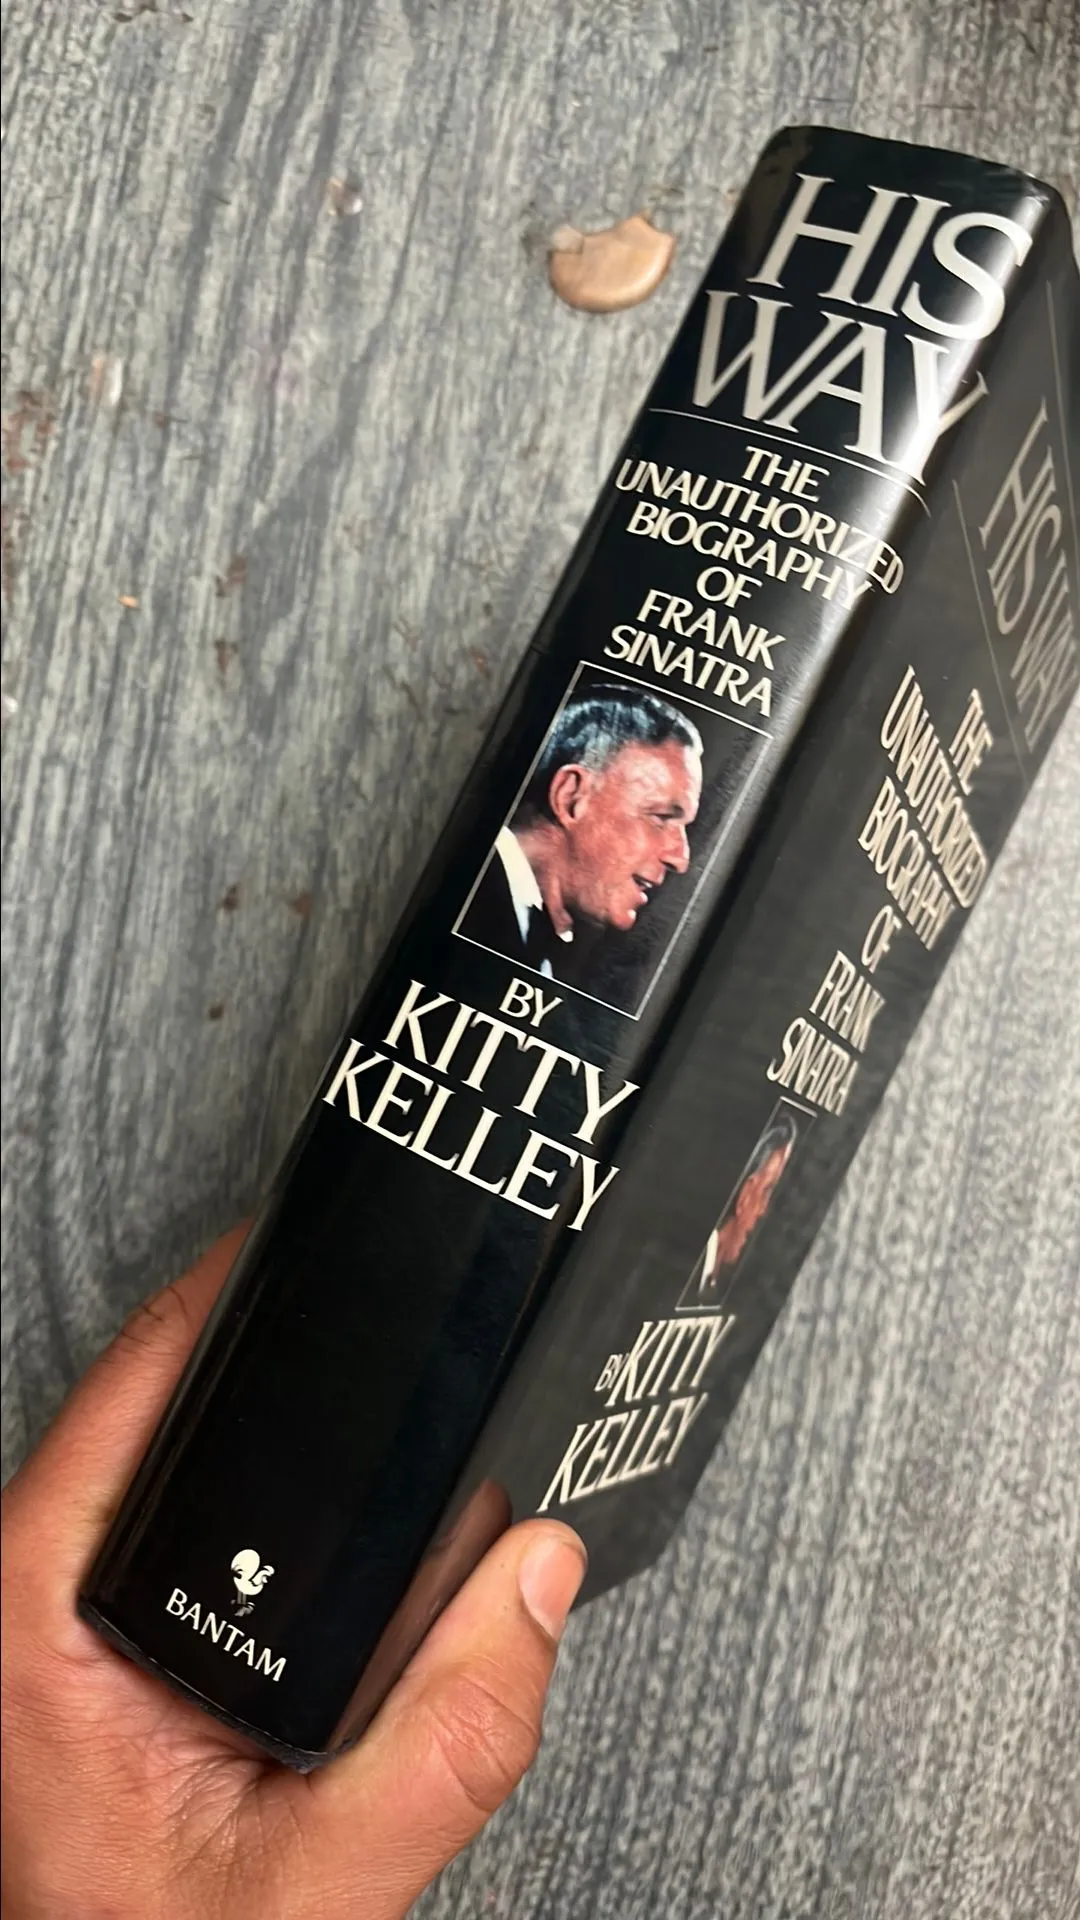 HIS
WAY
THE
UNAUTHORIZED
BIOGRAPHY
OF
FRANK
SINATRA
BY
KITTY
KELLEY
BANTAM
HIS WAY
THE
UNAUTHORIZED
BIOGRAPHY
OF
FRANK
SINATRA
BY KITTY
KELLEY